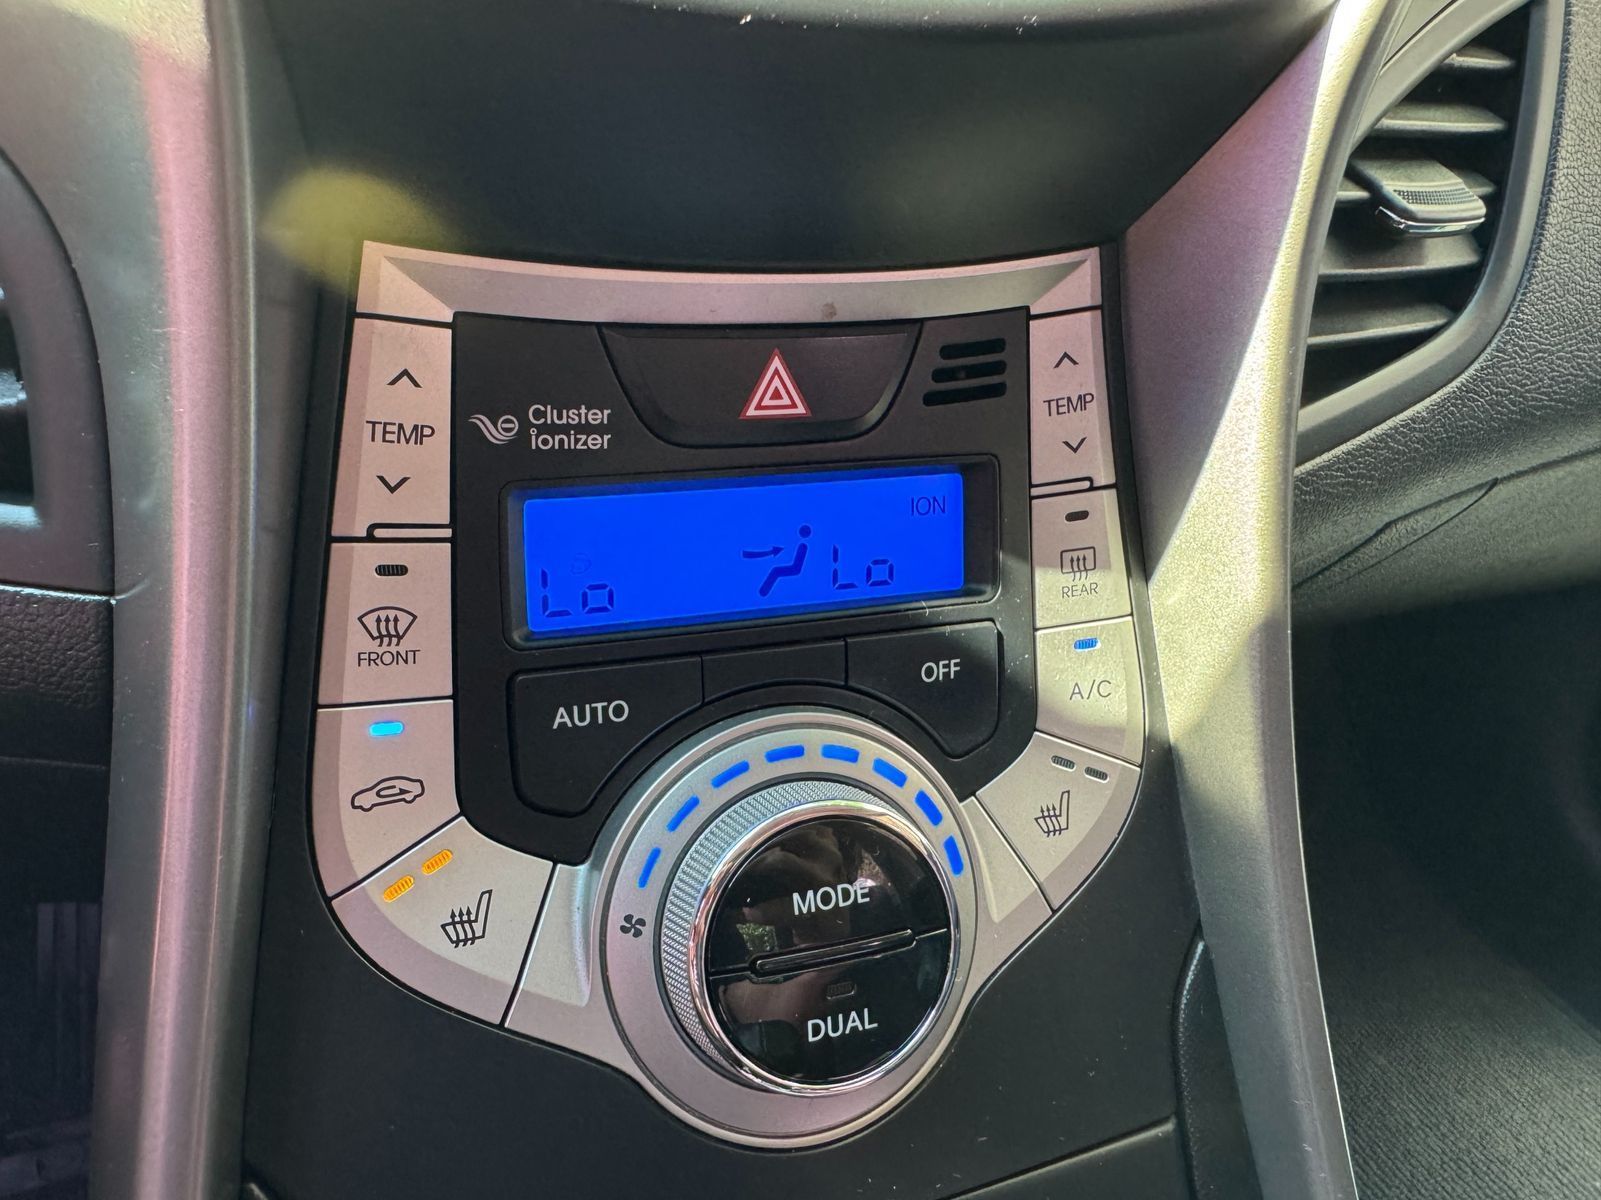 TEMP
Cluster
ionizer
TEMP
ION
Lo
Lo
REAR
FRONT
AUTO
OFF
A/C
MODE
DUAL